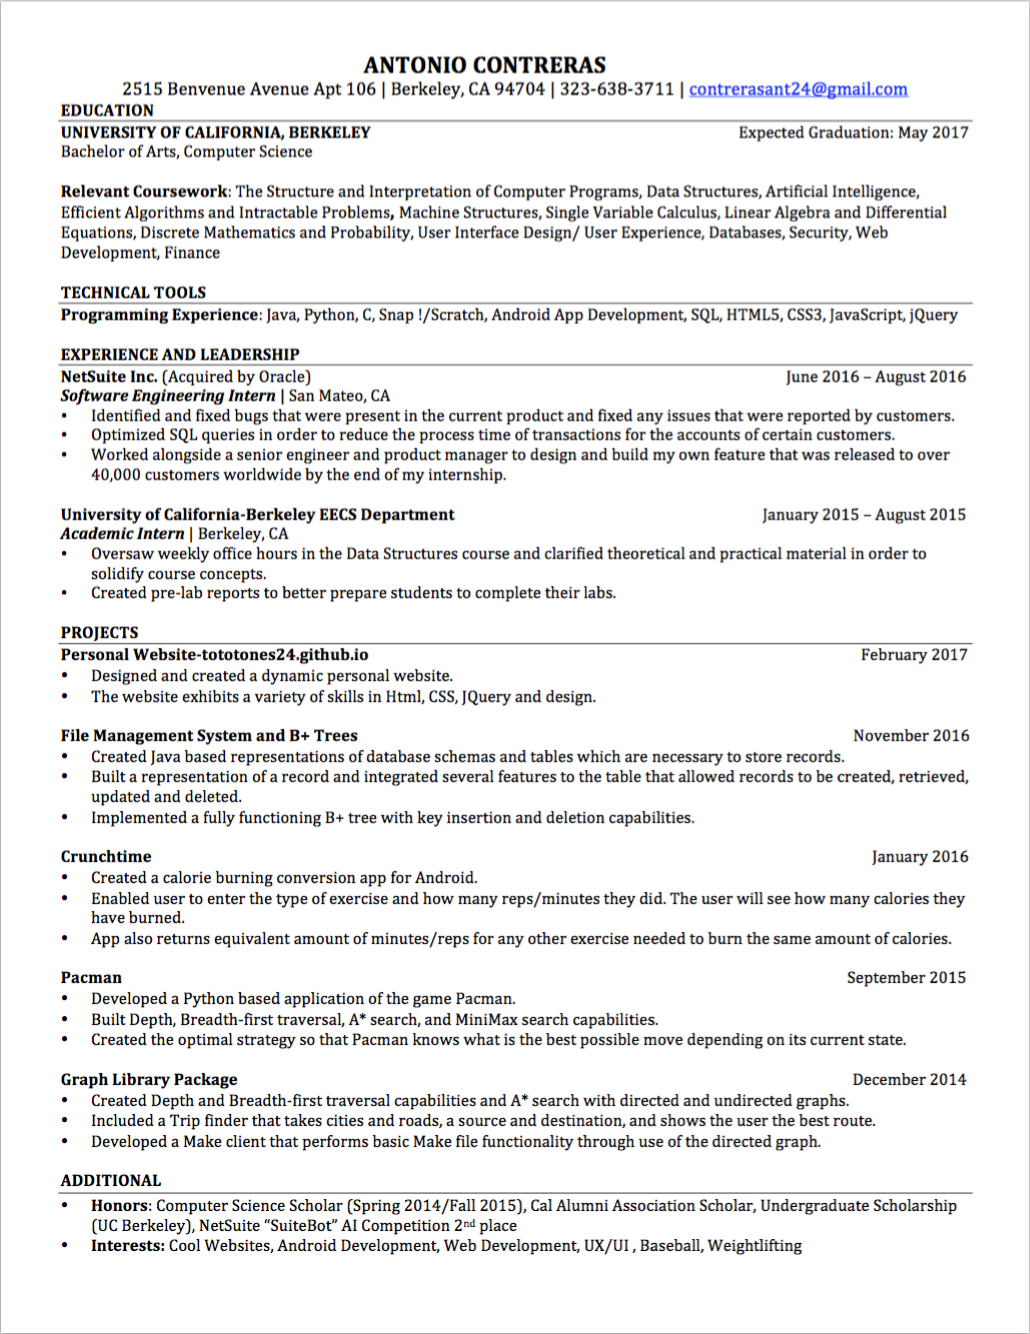 ANTONIO CONTRERAS
2515 Benvenue Avenue Apt 106 | Berkeley, CA 94704 | 323-638-3711 | contrerasant24@gmail.com
EDUCATION
UNIVERSITY OF CALIFORNIA, BERKELEY Expected Graduation: May 2017
Bachelor of Arts, Computer Science
Relevant Coursework: The Structure and Interpretation of Computer Programs, Data Structures, Artificial Intelligence,
Efficient Algorithms and Intractable Problems, Machine Structures, Single Variable Calculus, Linear Algebra and Differential
Equations, Discrete Mathematics and Probability, User Interface Design/ User Experience, Databases, Security, Web
Development, Finance
TECHNICAL TOOLS
Programming Experience: Java, Python, C, Snap !/Scratch, Android App Development, SQL, HTML5, CSS3, JavaScript, jQuery
EXPERIENCE AND LEADERSHIP
NetSuite Inc. (Acquired by Oracle) June 2016 – August 2016
Software Engineering Intern | San Mateo, CA
• Identified and fixed bugs that were present in the current product and fixed any issues that were reported by customers.
• Optimized SQL queries in order to reduce the process time of transactions for the accounts of certain customers.
• Worked alongside a senior engineer and product manager to design and build my own feature that was released to over
40,000 customers worldwide by the end of my internship.
University of California-Berkeley EECS Department January 2015 – August 2015
Academic Intern | Berkeley, CA
• Oversaw weekly office hours in the Data Structures course and clarified theoretical and practical material in order to
solidify course concepts.
• Created pre-lab reports to better prepare students to complete their labs.
PROJECTS
Personal Website-tototones24.github.io February 2017
• Designed and created a dynamic personal website.
• The website exhibits a variety of skills in Html, CSS, JQuery and design.
File Management System and B+ Trees November 2016
• Created Java based representations of database schemas and tables which are necessary to store records.
• Built a representation of a record and integrated several features to the table that allowed records to be created, retrieved,
updated and deleted.
• Implemented a fully functioning B+ tree with key insertion and deletion capabilities.
Crunchtime January 2016
• Created a calorie burning conversion app for Android.
• Enabled user to enter the type of exercise and how many reps/minutes they did. The user will see how many calories they
have burned.
• App also returns equivalent amount of minutes/reps for any other exercise needed to burn the same amount of calories.
Pacman September 2015
• Developed a Python based application of the game Pacman.
• Built Depth, Breadth-first traversal, A* search, and MiniMax search capabilities.
• Created the optimal strategy so that Pacman knows what is the best possible move depending on its current state.
Graph Library Package December 2014
• Created Depth and Breadth-first traversal capabilities and A* search with directed and undirected graphs.
• Included a Trip finder that takes cities and roads, a source and destination, and shows the user the best route.
• Developed a Make client that performs basic Make file functionality through use of the directed graph.
ADDITIONAL
• Honors: Computer Science Scholar (Spring 2014/Fall 2015), Cal Alumni Association Scholar, Undergraduate Scholarship
(UC Berkeley), NetSuite “SuiteBot” AI Competition 2nd place
• Interests: Cool Websites, Android Development, Web Development, UX/UI , Baseball, Weightlifting